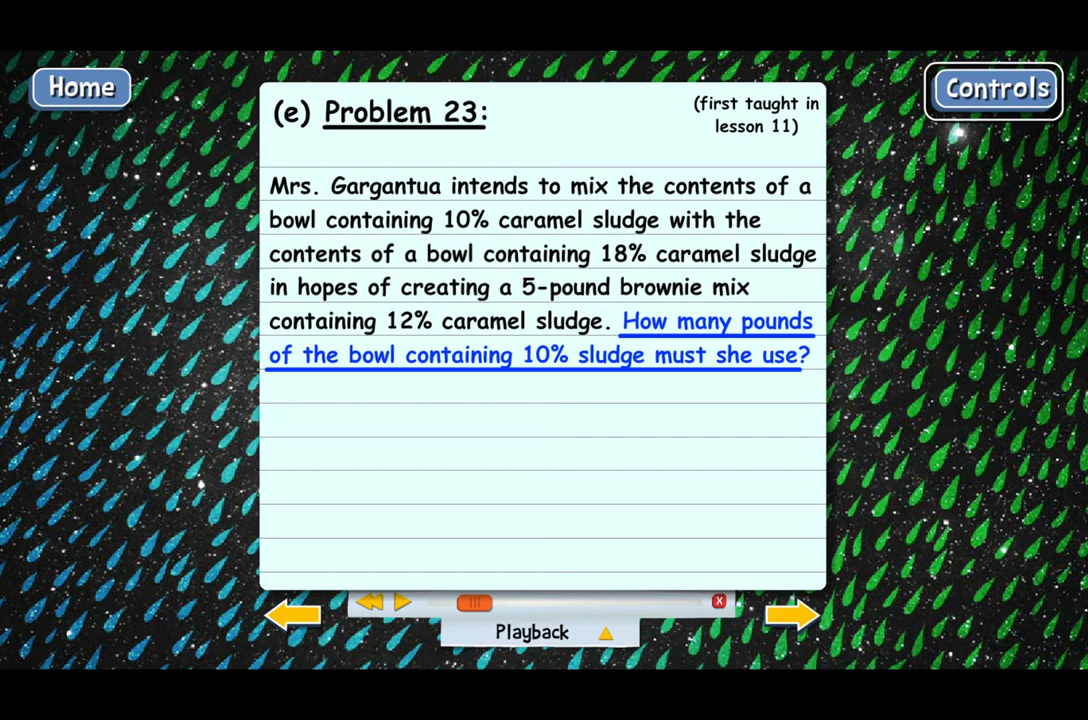 Home
Controls
(e) Problem 23:
(first taught in
lesson 11)
Mrs. Gargantua intends to mix the contents of a
bowl containing 10% caramel sludge with the
contents of a bowl containing 18% caramel sludge
in hopes of creating a 5-pound brownie mix
containing 12% caramel sludge. How many pounds
of the bowl containing 10% sludge must she use?
X
Playback